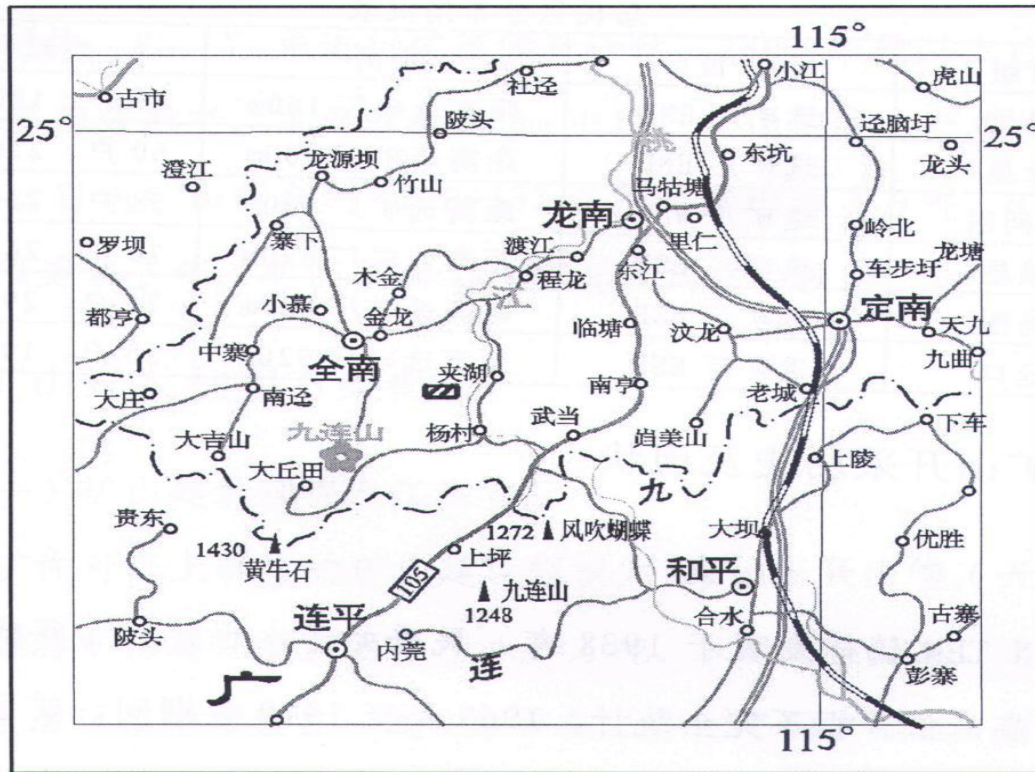 115°
小江
社迳
虎山
古市
25°
陂头
迳脑圩
25°
桃
东坑
龙头
龙源坝
澄江
竹山
马牯塘
龙南
里仁
岭北
寨下
渡江
罗坝
东江
龙塘
木金
程龙
车步圩
江
小慕
定南
都亨
金龙
临塘
汶龙
天九
中寨
全南
九曲
夹湖
南亨
老城
大庄
南迳
武当
下车
九连山
杨村
岿美山
大吉山
上陵
大丘田
九
贵东
1272
风吹蝴蝶
大坝
1430
优胜
黄牛石
上坪
105
九连山
和平
1248
连平
合水
古寨
陂头
内莞
连
彭寨
115°